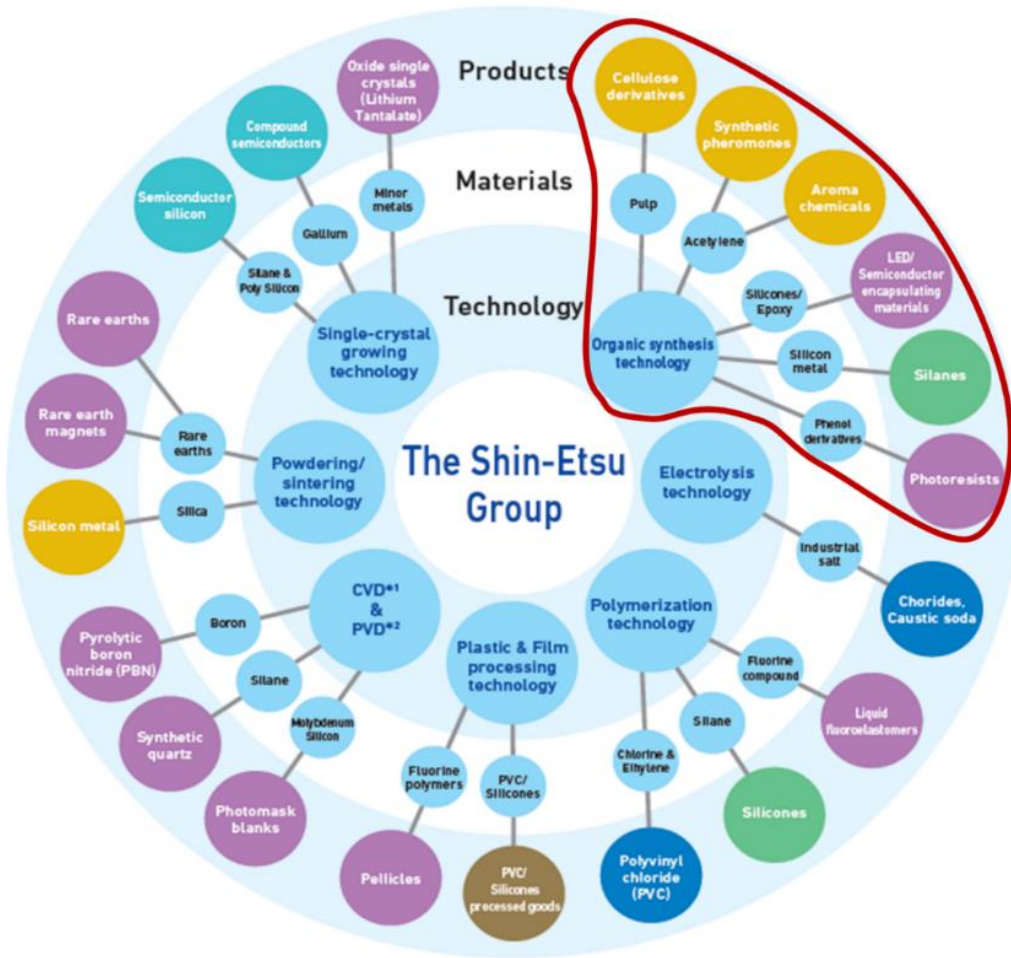 Products
Materials
Technology
The Shin-Etsu
Group
Oxide single
crystals
(Lithium
Tantalate)
Minor
metals
Compound
semiconductors
Gallium
Semiconductor
silicon
Silane &
Poly Silicon
Single-crystal
growing
technology
Cellulose
derivatives
Pulp
Synthetic
pheromones
Acetylene
Aroma
chemicals
LED/
Semiconductor
encapsulating
materials
Silicones/
Epoxy
Organic synthesis
technology
Silicon
metal
Silanes
Phenol
derivatives
Photoresists
Electrolysis
technology
Industrial
salt
Chorides,
Caustic soda
Polymerization
technology
Fluorine
compound
Liquid
fluoroelastomers
Silane
Silicones
Chlorine &
Ethylene
Polyvinyl
chloride
(PVC)
Plastic & Film
processing
technology
PVC/
Silicones
PVC/
Silicones
processed goods
Fluorine
polymers
Pellicles
CVD*1
&
PVD*2
Molybdenum
Silicon
Photomask
blanks
Silane
Synthetic
quartz
Boron
Pyrolytic
boron
nitride (PBN)
Powdering/
sintering
technology
Silica
Silicon metal
Rare
earths
Rare earth
magnets
Rare earths